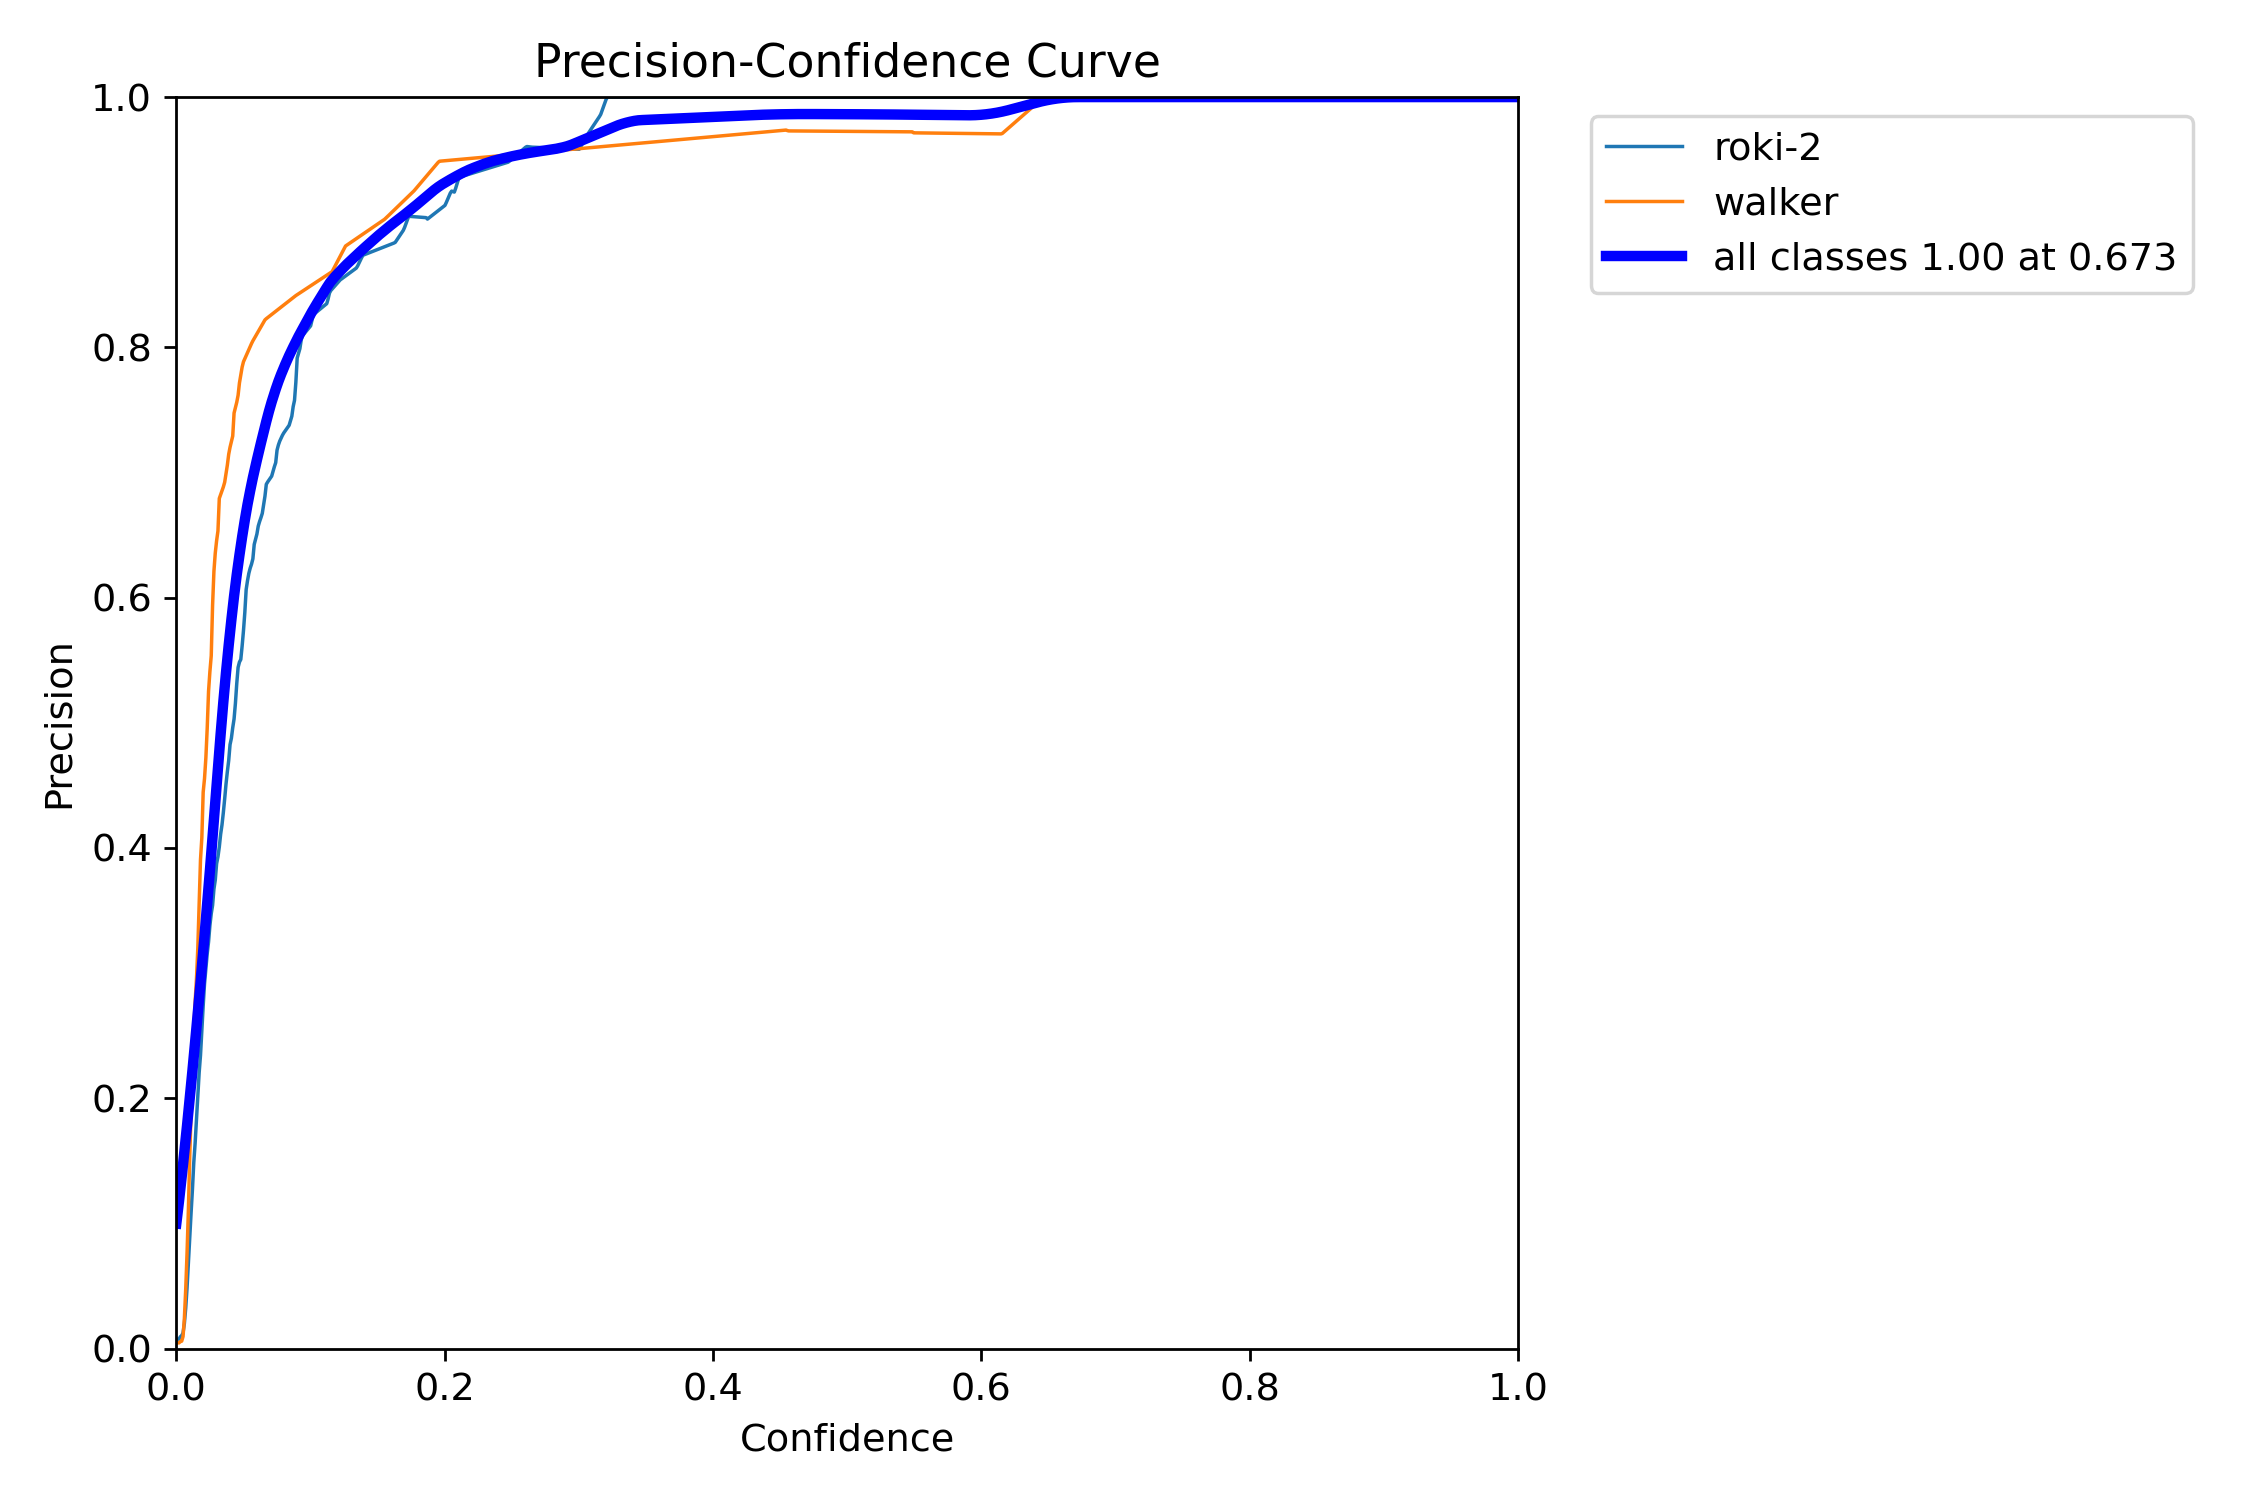 Precision-Confidence Curve
1.0
0.8
0.6
0.4
0.2
0.0
Precision
0.0 0.2 0.4 0.6 0.8 1.0
Confidence
roki-2
walker
all classes 1.00 at 0.673